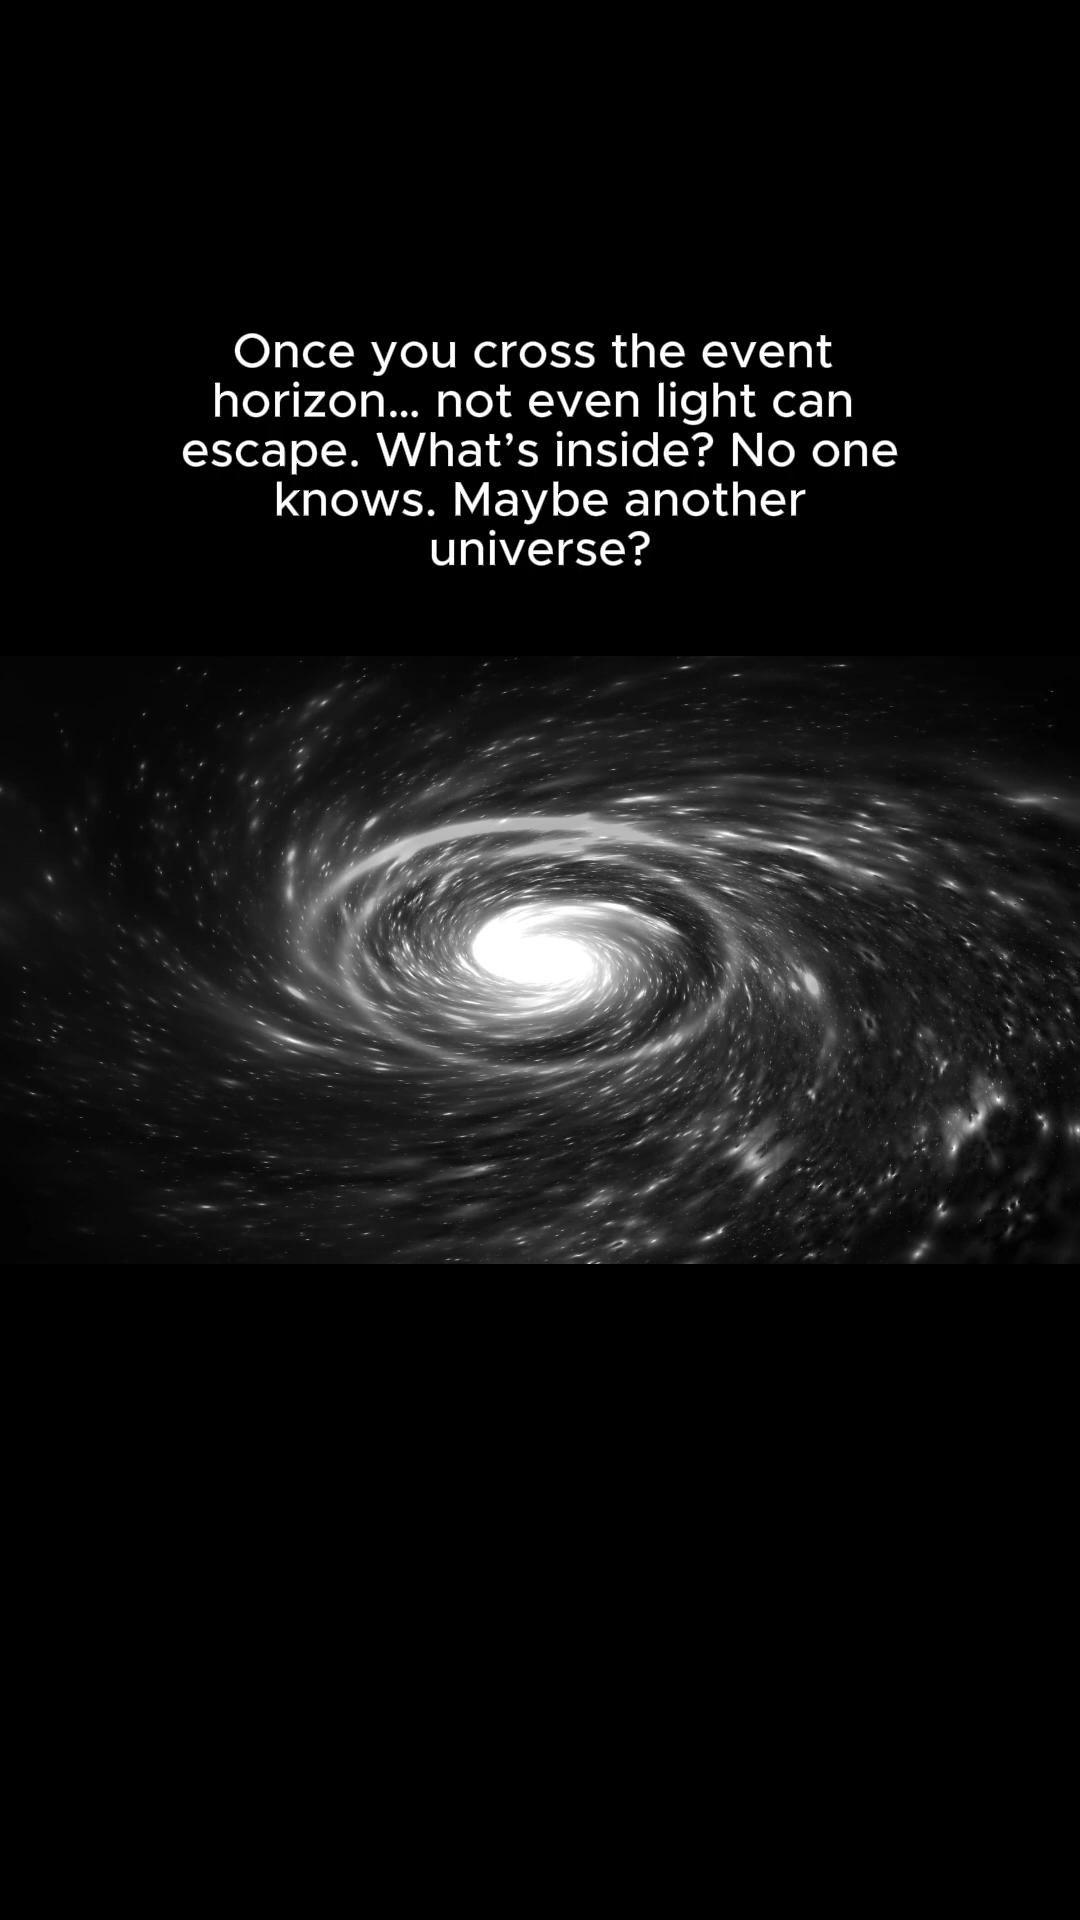 Once you cross the event
horizon... not even light can
escape. What’s inside? No one
knows. Maybe another
universe?